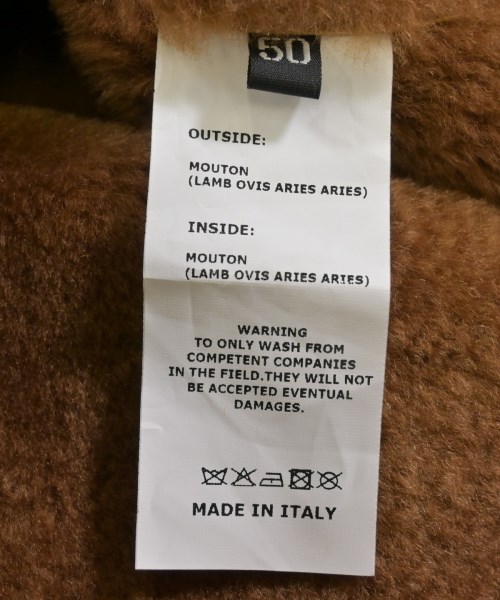 50
OUTSIDE:
MOUTON
(LAMB OVIS ARIES ARIES)
INSIDE:
MOUTON
(LAMB OVIS ARIES ARIES)
WARNING
TO ONLY WASH FROM
COMPETENT COMPANIES
IN THE FIELD.THEY WILL NOT
BE ACCEPTED EVENTUAL
DAMAGES.
MADE IN ITALY